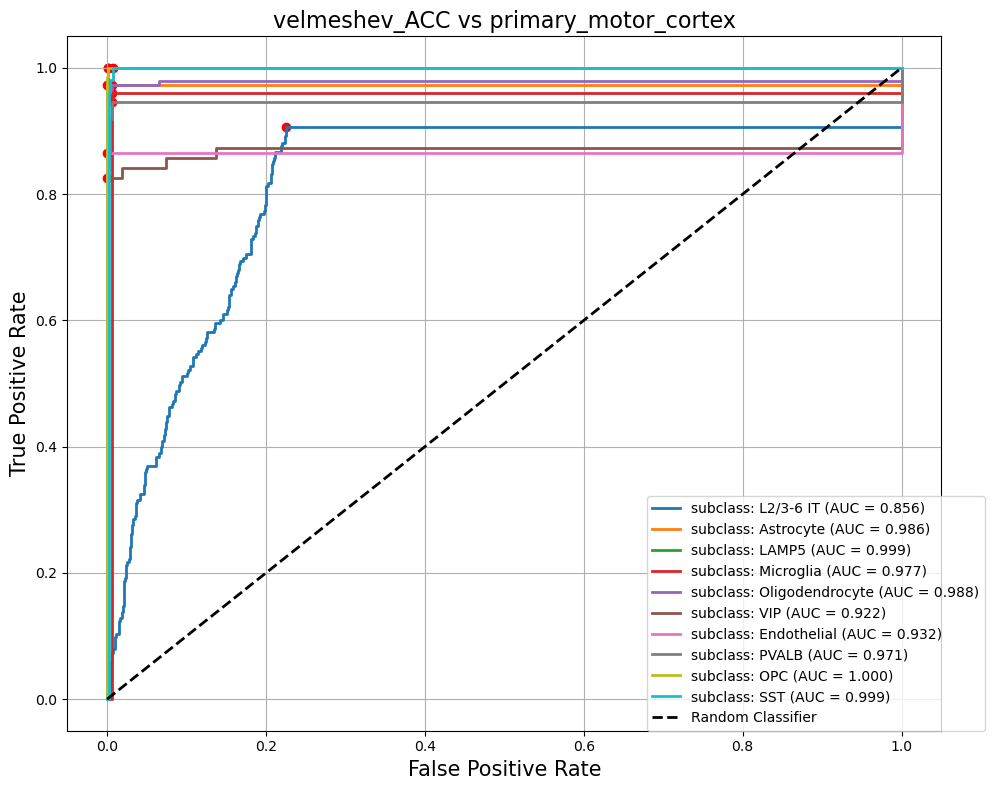 velmeshev_ACC vs primary_motor_cortex
True Positive Rate
1.0
0.8
0.6
0.4
0.2
0.0
subclass: L2/3-6 IT (AUC = 0.856)
subclass: Astrocyte (AUC = 0.986)
subclass: LAMP5 (AUC = 0.999)
subclass: Microglia (AUC = 0.977)
subclass: Oligodendrocyte (AUC = 0.988)
subclass: VIP (AUC = 0.922)
subclass: Endothelial (AUC = 0.932)
subclass: PVALB (AUC = 0.971)
subclass: OPC (AUC = 1.000)
subclass: SST (AUC = 0.999)
Random Classifier
0.0 0.2 0.4 0.6 0.8 1.0
False Positive Rate